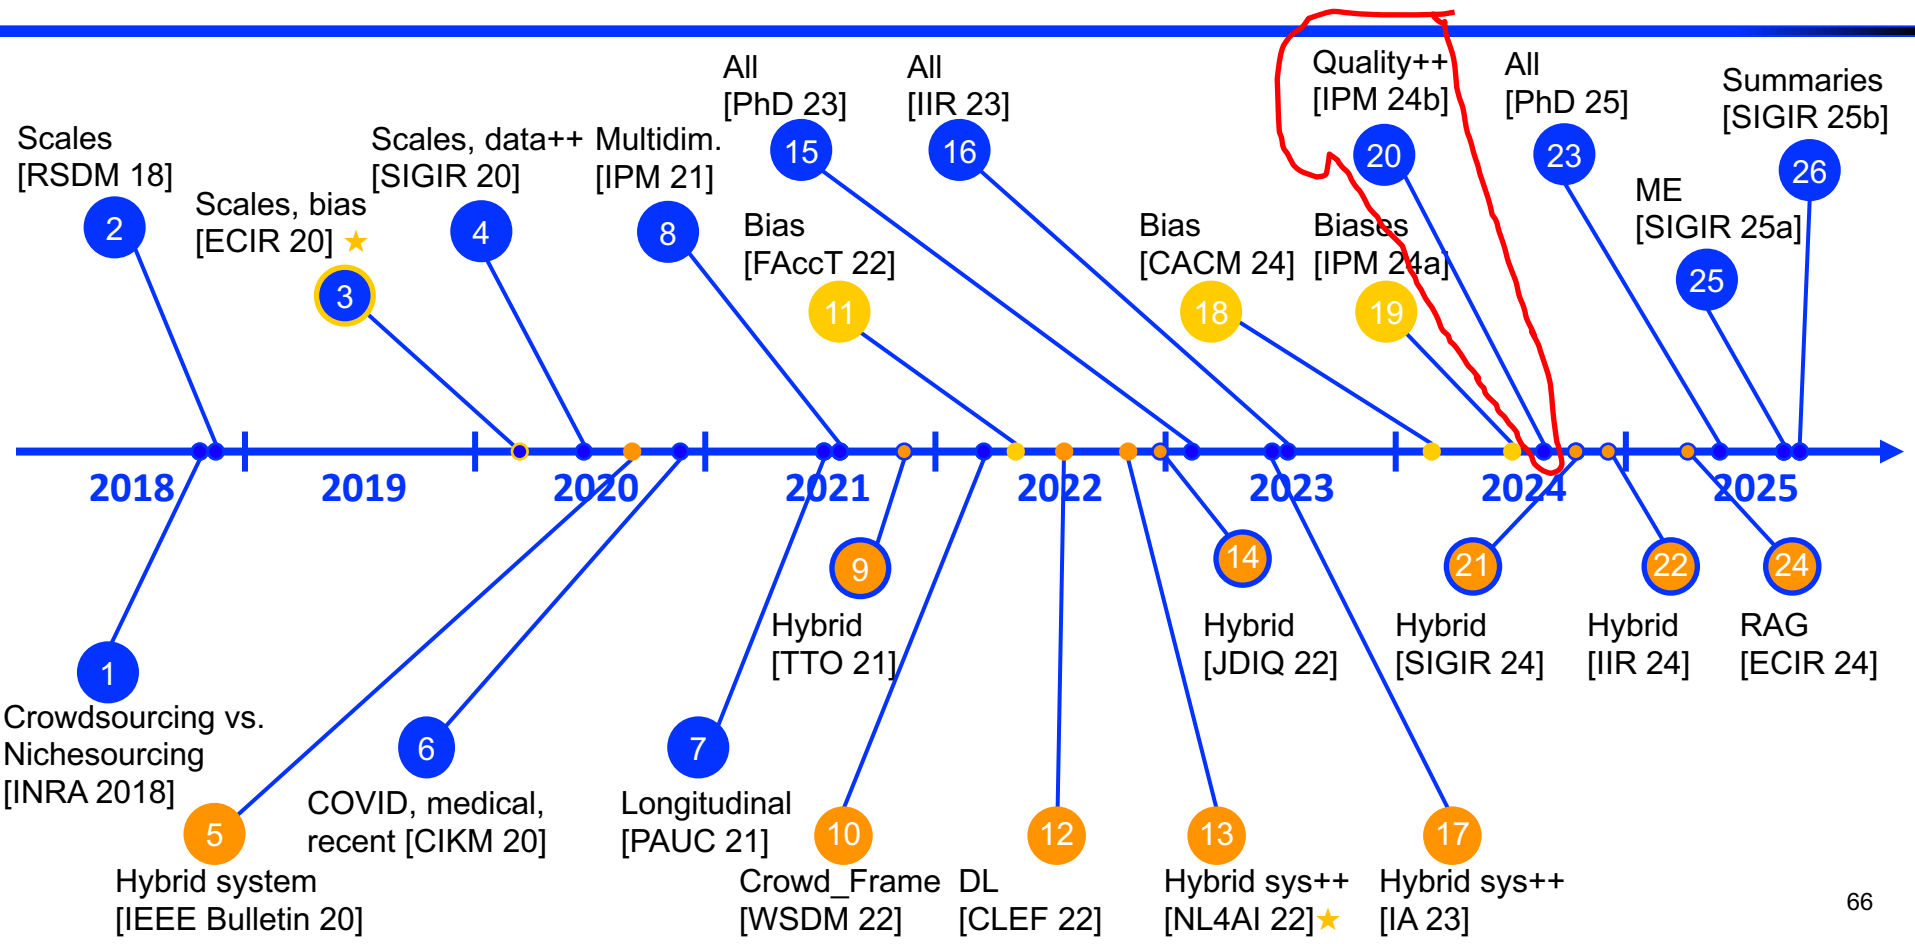 All
[PhD 23]
15
All
[IIR 23]
16
Quality++
[IPM 24b]
20
All
[PhD 25]
23
Summaries
[SIGIR 25b]
26
Scales
[RSDM 18]
2
Scales, bias
[ECIR 20] ★
3
Scales, data++
[SIGIR 20]
4
Multidim.
[IPM 21]
8
Bias
[FAccT 22]
11
Bias
[CACM 24]
18
Biases
[IPM 24a]
19
ME
[SIGIR 25a]
25
2018
2019
2020
2021
2022
2023
2024
2025
1
Crowdsourcing vs.
Nichesourcing
[INRA 2018]
5
Hybrid system
[IEEE Bulletin 20]
6
COVID, medical,
recent [CIKM 20]
7
Longitudinal
[PAUC 21]
9
Hybrid
[TTO 21]
10
Crowd_Frame
[WSDM 22]
12
DL
[CLEF 22]
13
Hybrid sys++
[NL4AI 22]★
14
Hybrid
[JDIQ 22]
17
Hybrid sys++
[IA 23]
21
Hybrid
[SIGIR 24]
22
Hybrid
[IIR 24]
24
RAG
[ECIR 24]
66